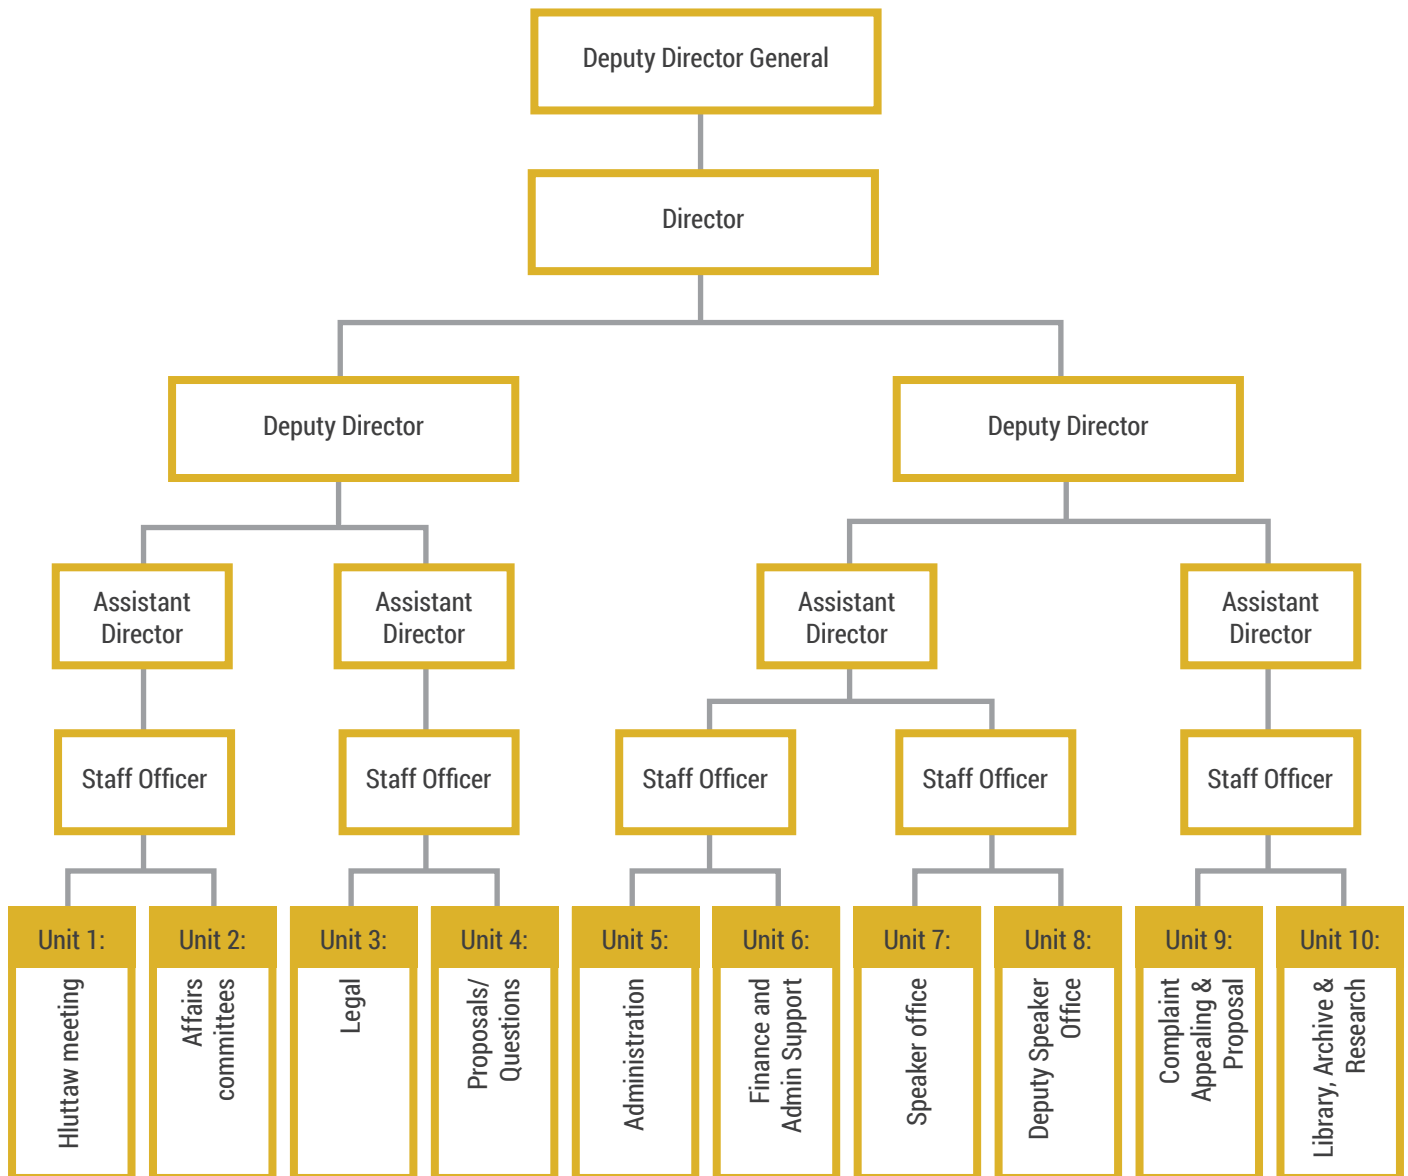 Deputy Director General
Director
Deputy Director
Deputy Director
Assistant
Director
Assistant
Director
Assistant
Director
Assistant
Director
Staff Officer
Staff Officer
Staff Officer
Staff Officer
Staff Officer
Unit 1:
Hluttaw meeting
Unit 2:
Affairs
committees
Unit 3:
Legal
Unit 4:
Proposals/
Questions
Unit 5:
Administration
Unit 6:
Finance and
Admin Support
Unit 7:
Speaker office
Unit 8:
Deputy Speaker
Office
Unit 9:
Complaint
Appealing &
Proposal
Unit 10:
Library, Archive &
Research